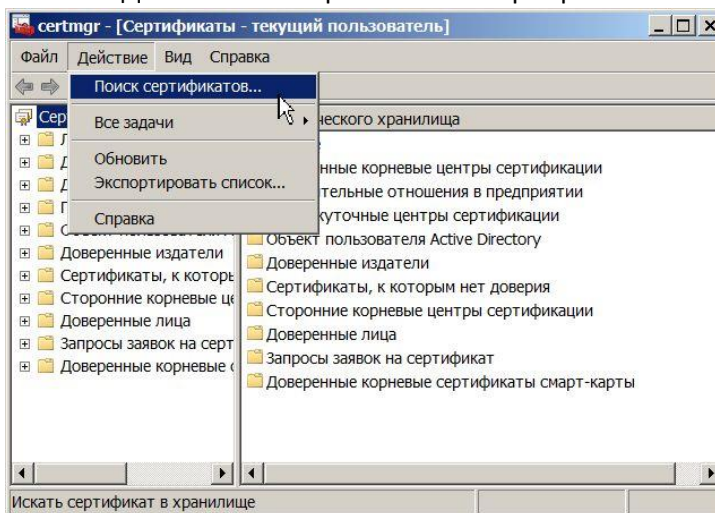 certmgr - [Сертификаты - текущий пользователь]
Файл Действие Вид Справка
Поиск сертификатов...
Все задачи
Обновить
Экспортировать список...
Справка
Доверенные издатели
Сертификаты, к которь
Сторонние корневые це
Доверенные лица
Запросы заявок на серт
Доверенные корневые с
ческого хранилища
нные корневые центры сертификации
тельные отношения в предприятии
куточные центры сертификации
Объект пользователя Active Directory
Доверенные издатели
Сертификаты, к которым нет доверия
Сторонние корневые центры сертификации
Доверенные лица
Запросы заявок на сертификат
Доверенные корневые сертификаты смарт-карты
Искать сертификат в хранилище